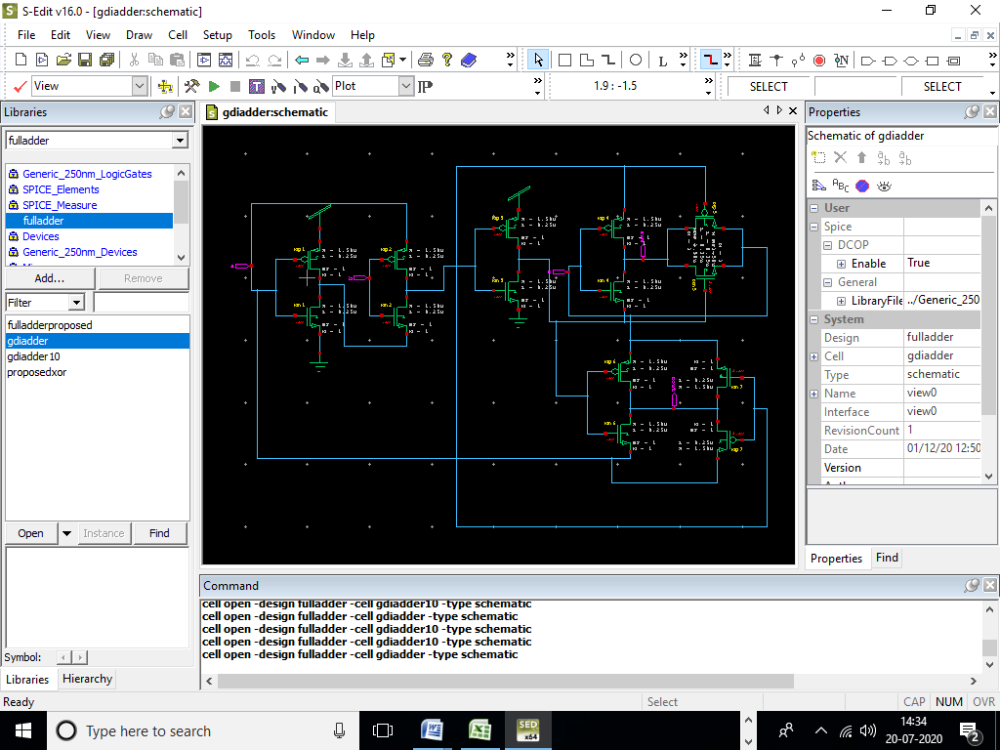 S-Edit v16.0 - [gdiadder:schematic]
File Edit View Draw Cell Setup Tools Window Help
View Plot 1.9 : -1.5 SELECT SELECT
Libraries
fulladder
Generic_250nm_LogicGates
SPICE_Elements
SPICE_Measure
fulladder
Devices
Generic_250nm_Devices
Add... Remove
Filter
fulladderproposed
gdiadder
gdiadder10
proposedxor
Open Instance Find
Symbol:
Libraries Hierarchy
gdiadder:schematic
Properties
Schematic of gdiadder
User
Spice
DCOP
Enable True
General
LibraryFile ../Generic_250
System
Design fulladder
Cell gdiadder
Type schematic
Name view0
Interface view0
RevisionCount 1
Date 01/12/20 12:50
Version
Properties Find
Command
cell open -design fulladder -cell gdiadder10 -type schematic
cell open -design fulladder -cell gdiadder -type schematic
cell open -design fulladder -cell gdiadder10 -type schematic
cell open -design fulladder -cell gdiadder10 -type schematic
cell open -design fulladder -cell gdiadder -type schematic
Ready Select CAP NUM OVR
Type here to search
SED
x64
14:34
20-07-2020
2